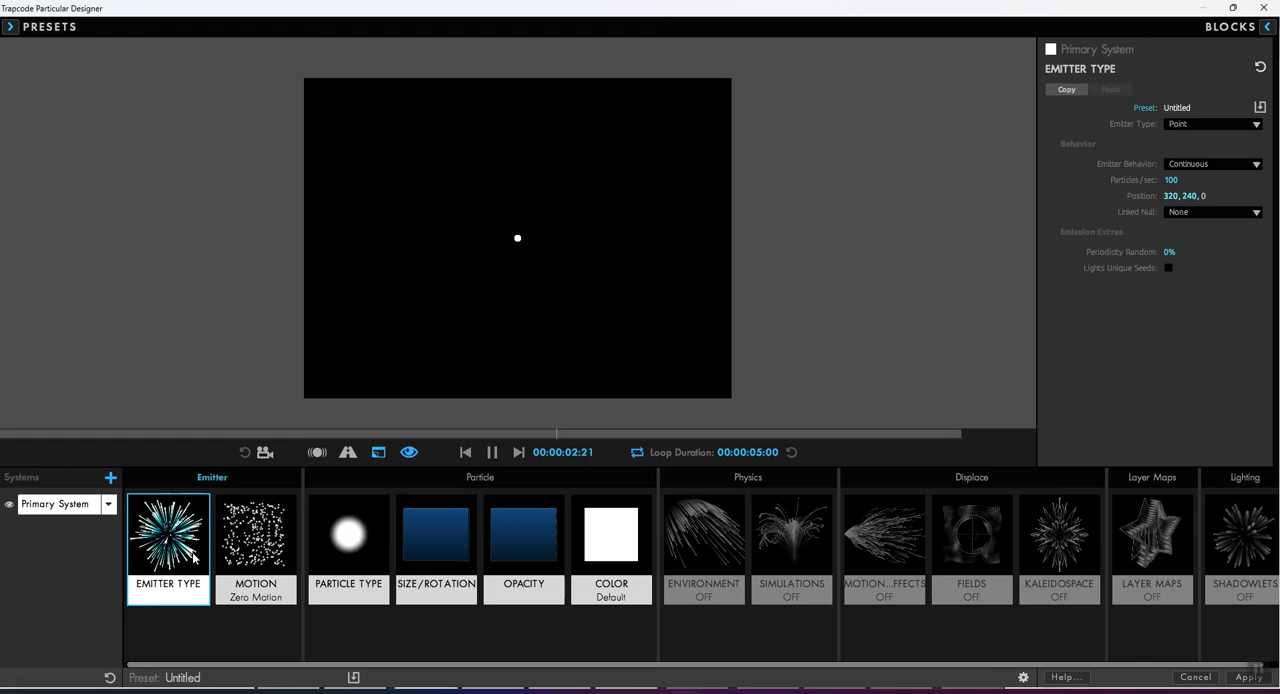 Trapcode Particular Designer
PRESETS
BLOCKS
Primary System
EMITTER TYPE
Copy
Paste
Preset: Untitled
Emitter Type: Point
Behavior
Emitter Behavior: Continuous
Particles/sec: 100
Position: 320, 240, 0
Linked Null: None
Emission Extras
Periodicity Random: 0%
Lights Unique Seeds:
00:00:02:21
Loop Duration: 00:00:05:00
Systems
Emitter
Particle
Physics
Displace
Layer Maps
Lighting
Primary System
EMITTER TYPE
MOTION
Zero Motion
PARTICLE TYPE
SIZE/ROTATION
OPACITY
COLOR
Default
ENVIRONMENT
OFF
SIMULATIONS
OFF
MOTION...FFECTS
OFF
FIELDS
OFF
KALEIDOSPACE
OFF
LAYER MAPS
OFF
SHADOWLETS
OFF
Preset: Untitled
Help...
Cancel
Apply